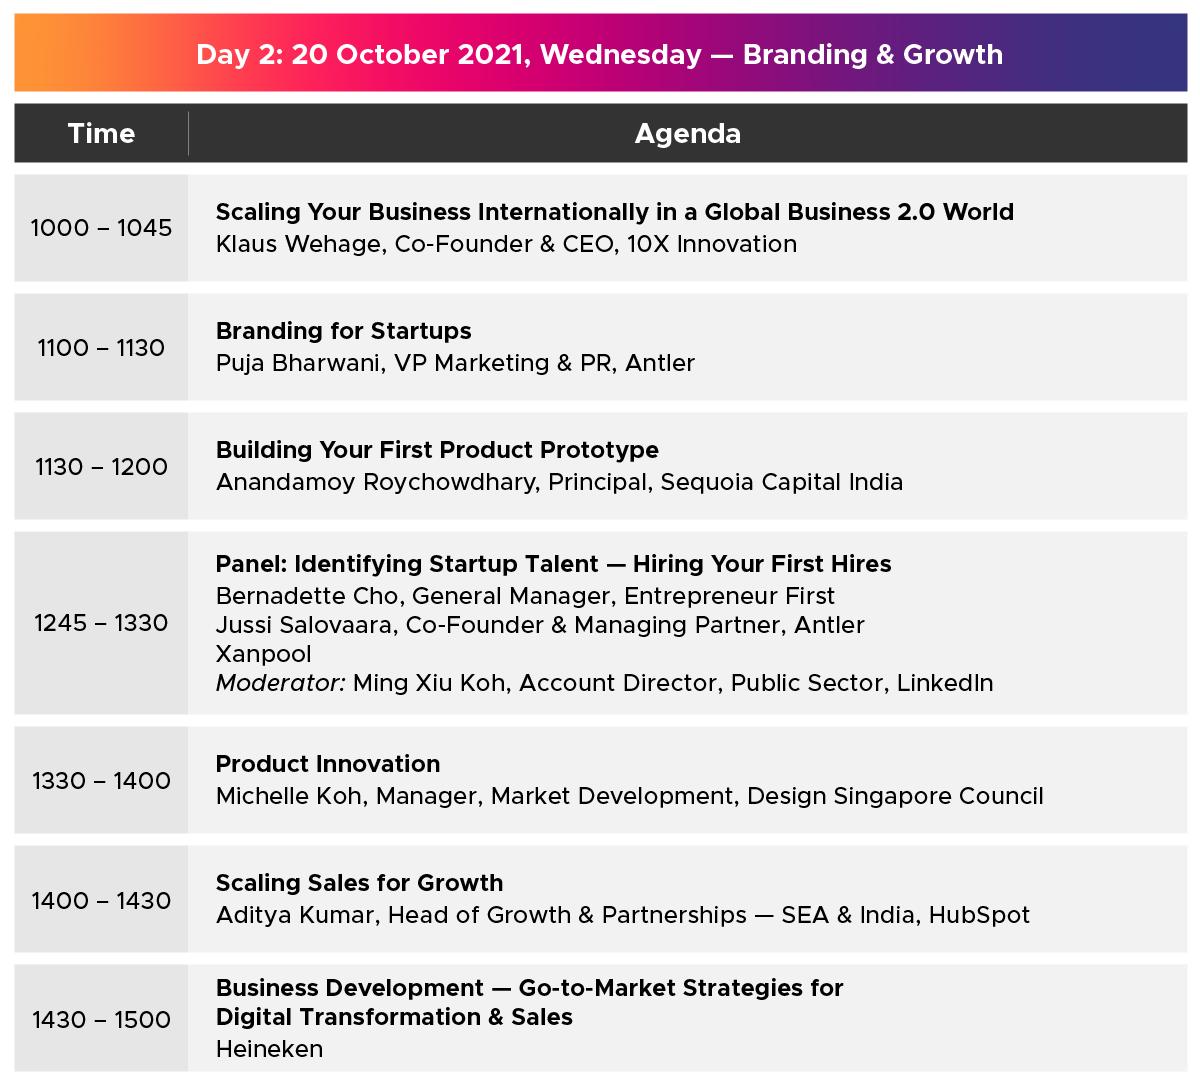 Day 2: 20 October 2021, Wednesday — Branding & Growth
Time
Agenda
1000 – 1045
Scaling Your Business Internationally in a Global Business 2.0 World
Klaus Wehage, Co-Founder & CEO, 10X Innovation
1100 – 1130
Branding for Startups
Puja Bharwani, VP Marketing & PR, Antler
1130 – 1200
Building Your First Product Prototype
Anandamoy Roychowdhary, Principal, Sequoia Capital India
1245 – 1330
Panel: Identifying Startup Talent — Hiring Your First Hires
Bernadette Cho, General Manager, Entrepreneur First
Jussi Salovaara, Co-Founder & Managing Partner, Antler
Xanpool
Moderator: Ming Xiu Koh, Account Director, Public Sector, LinkedIn
1330 – 1400
Product Innovation
Michelle Koh, Manager, Market Development, Design Singapore Council
1400 – 1430
Scaling Sales for Growth
Aditya Kumar, Head of Growth & Partnerships — SEA & India, HubSpot
1430 – 1500
Business Development — Go-to-Market Strategies for
Digital Transformation & Sales
Heineken